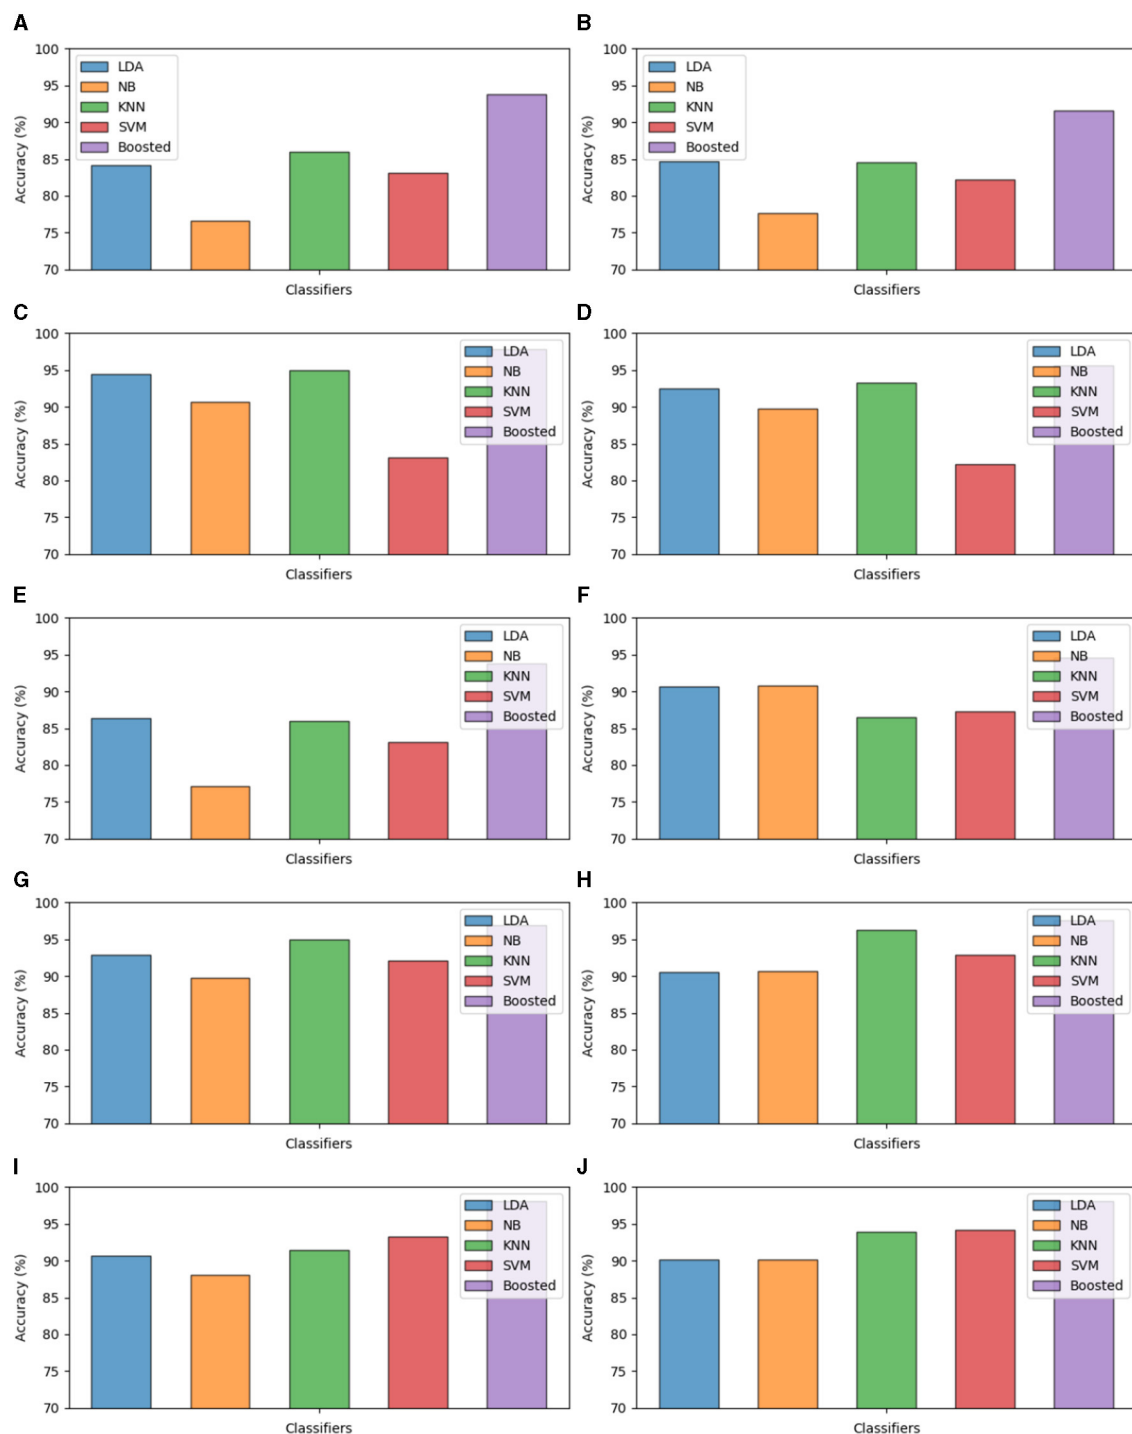 A
100
95
90
85
80
75
70
Accuracy (%)
LDA
NB
KNN
SVM
Boosted
Classifiers
B
100
95
90
85
80
75
70
Accuracy (%)
LDA
NB
KNN
SVM
Boosted
Classifiers
C
100
95
90
85
80
75
70
Accuracy (%)
LDA
NB
KNN
SVM
Boosted
Classifiers
D
100
95
90
85
80
75
70
Accuracy (%)
LDA
NB
KNN
SVM
Boosted
Classifiers
E
100
95
90
85
80
75
70
Accuracy (%)
LDA
NB
KNN
SVM
Boosted
Classifiers
F
100
95
90
85
80
75
70
Accuracy (%)
LDA
NB
KNN
SVM
Boosted
Classifiers
G
100
95
90
85
80
75
70
Accuracy (%)
LDA
NB
KNN
SVM
Boosted
Classifiers
H
100
95
90
85
80
75
70
Accuracy (%)
LDA
NB
KNN
SVM
Boosted
Classifiers
I
100
95
90
85
80
75
70
Accuracy (%)
LDA
NB
KNN
SVM
Boosted
Classifiers
J
100
95
90
85
80
75
70
Accuracy (%)
LDA
NB
KNN
SVM
Boosted
Classifiers